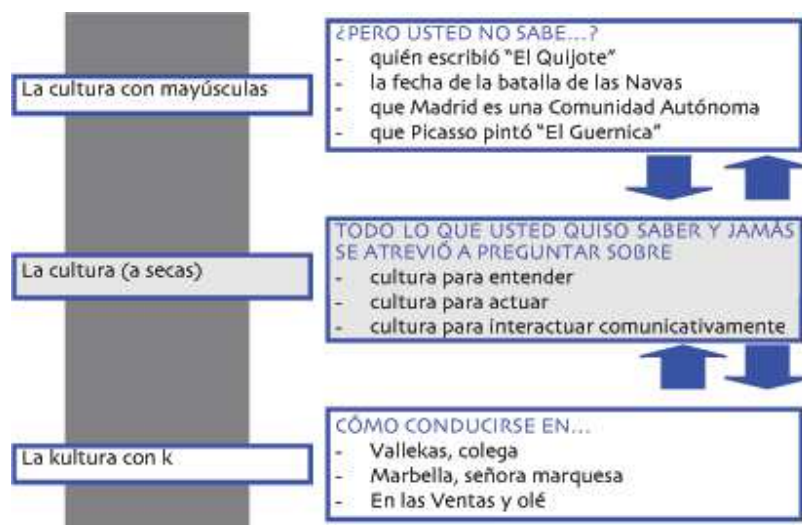 La cultura con mayúsculas
¿PERO USTED NO SABE...?
- quién escribió “El Quijote”
- la fecha de la batalla de las Navas
- que Madrid es una Comunidad Autónoma
- que Picasso pintó “El Guernica”
La cultura (a secas)
TODO LO QUE USTED QUISO SABER Y JAMÁS
SE ATREVIÓ A PREGUNTAR SOBRE
- cultura para entender
- cultura para actuar
- cultura para interactuar comunicativamente
La kultura con k
CÓMO CONDUCIRSE EN...
- Vallekas, colega
- Marbella, señora marquesa
- En las Ventas y olé